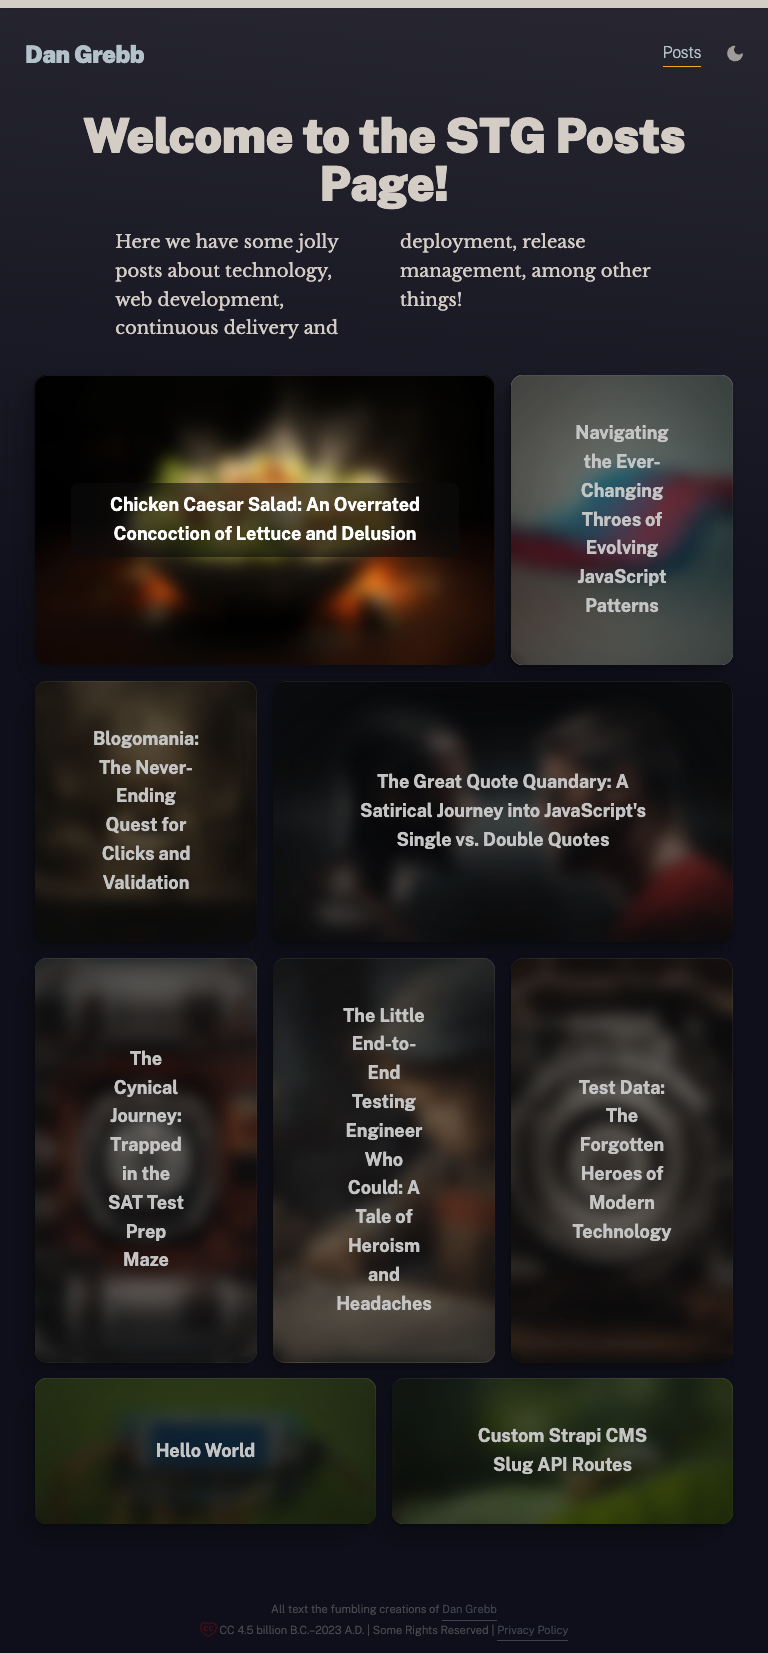 Dan Grebb
Posts
Welcome to the STG Posts
Page!
Here we have some jolly
posts about technology,
web development,
continuous delivery and
deployment, release
management, among other
things!
Chicken Caesar Salad: An Overrated
Concoction of Lettuce and Delusion
Navigating
the Ever-
Changing
Throes of
Evolving
JavaScript
Patterns
Blogomania:
The Never-
Ending
Quest for
Clicks and
Validation
The Great Quote Quandary: A
Satirical Journey into JavaScript's
Single vs. Double Quotes
The
Cynical
Journey:
Trapped
in the
SAT Test
Prep
Maze
The Little
End-to-
End
Testing
Engineer
Who
Could: A
Tale of
Heroism
and
Headaches
Test Data:
The
Forgotten
Heroes of
Modern
Technology
Hello World
Custom Strapi CMS
Slug API Routes
All text the fumbling creations of Dan Grebb
CC 4.5 billion B.C.–2023 A.D. | Some Rights Reserved | Privacy Policy